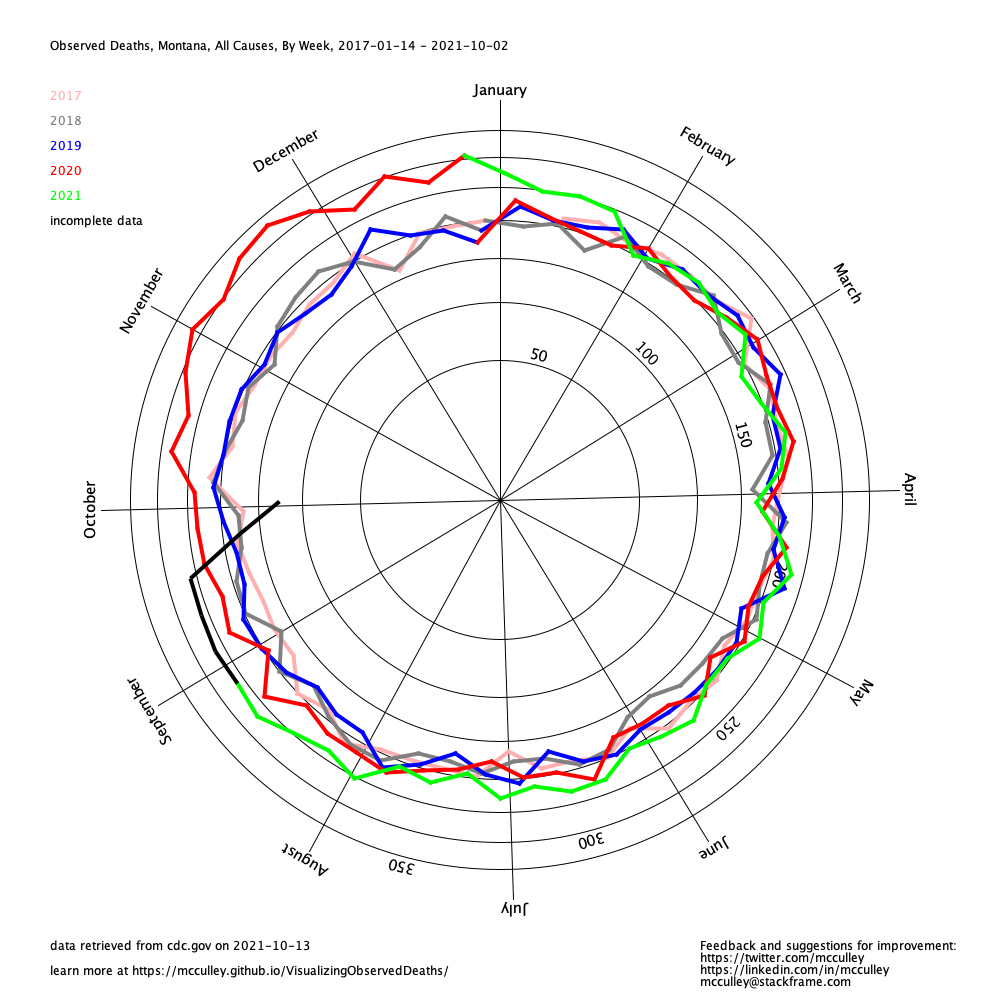 Observed Deaths, Montana, All Causes, By Week, 2017-01-14 - 2021-10-02
2017
2018
2019
2020
2021
incomplete data
January
February
March
April
May
June
July
August
September
October
November
December
50
100
150
200
250
300
350
data retrieved from cdc.gov on 2021-10-13
learn more at https://mcculley.github.io/VisualizingObservedDeaths/
Feedback and suggestions for improvement:
https://twitter.com/mcculley
https://linkedin.com/in/mcculley
mcculley@stackframe.com